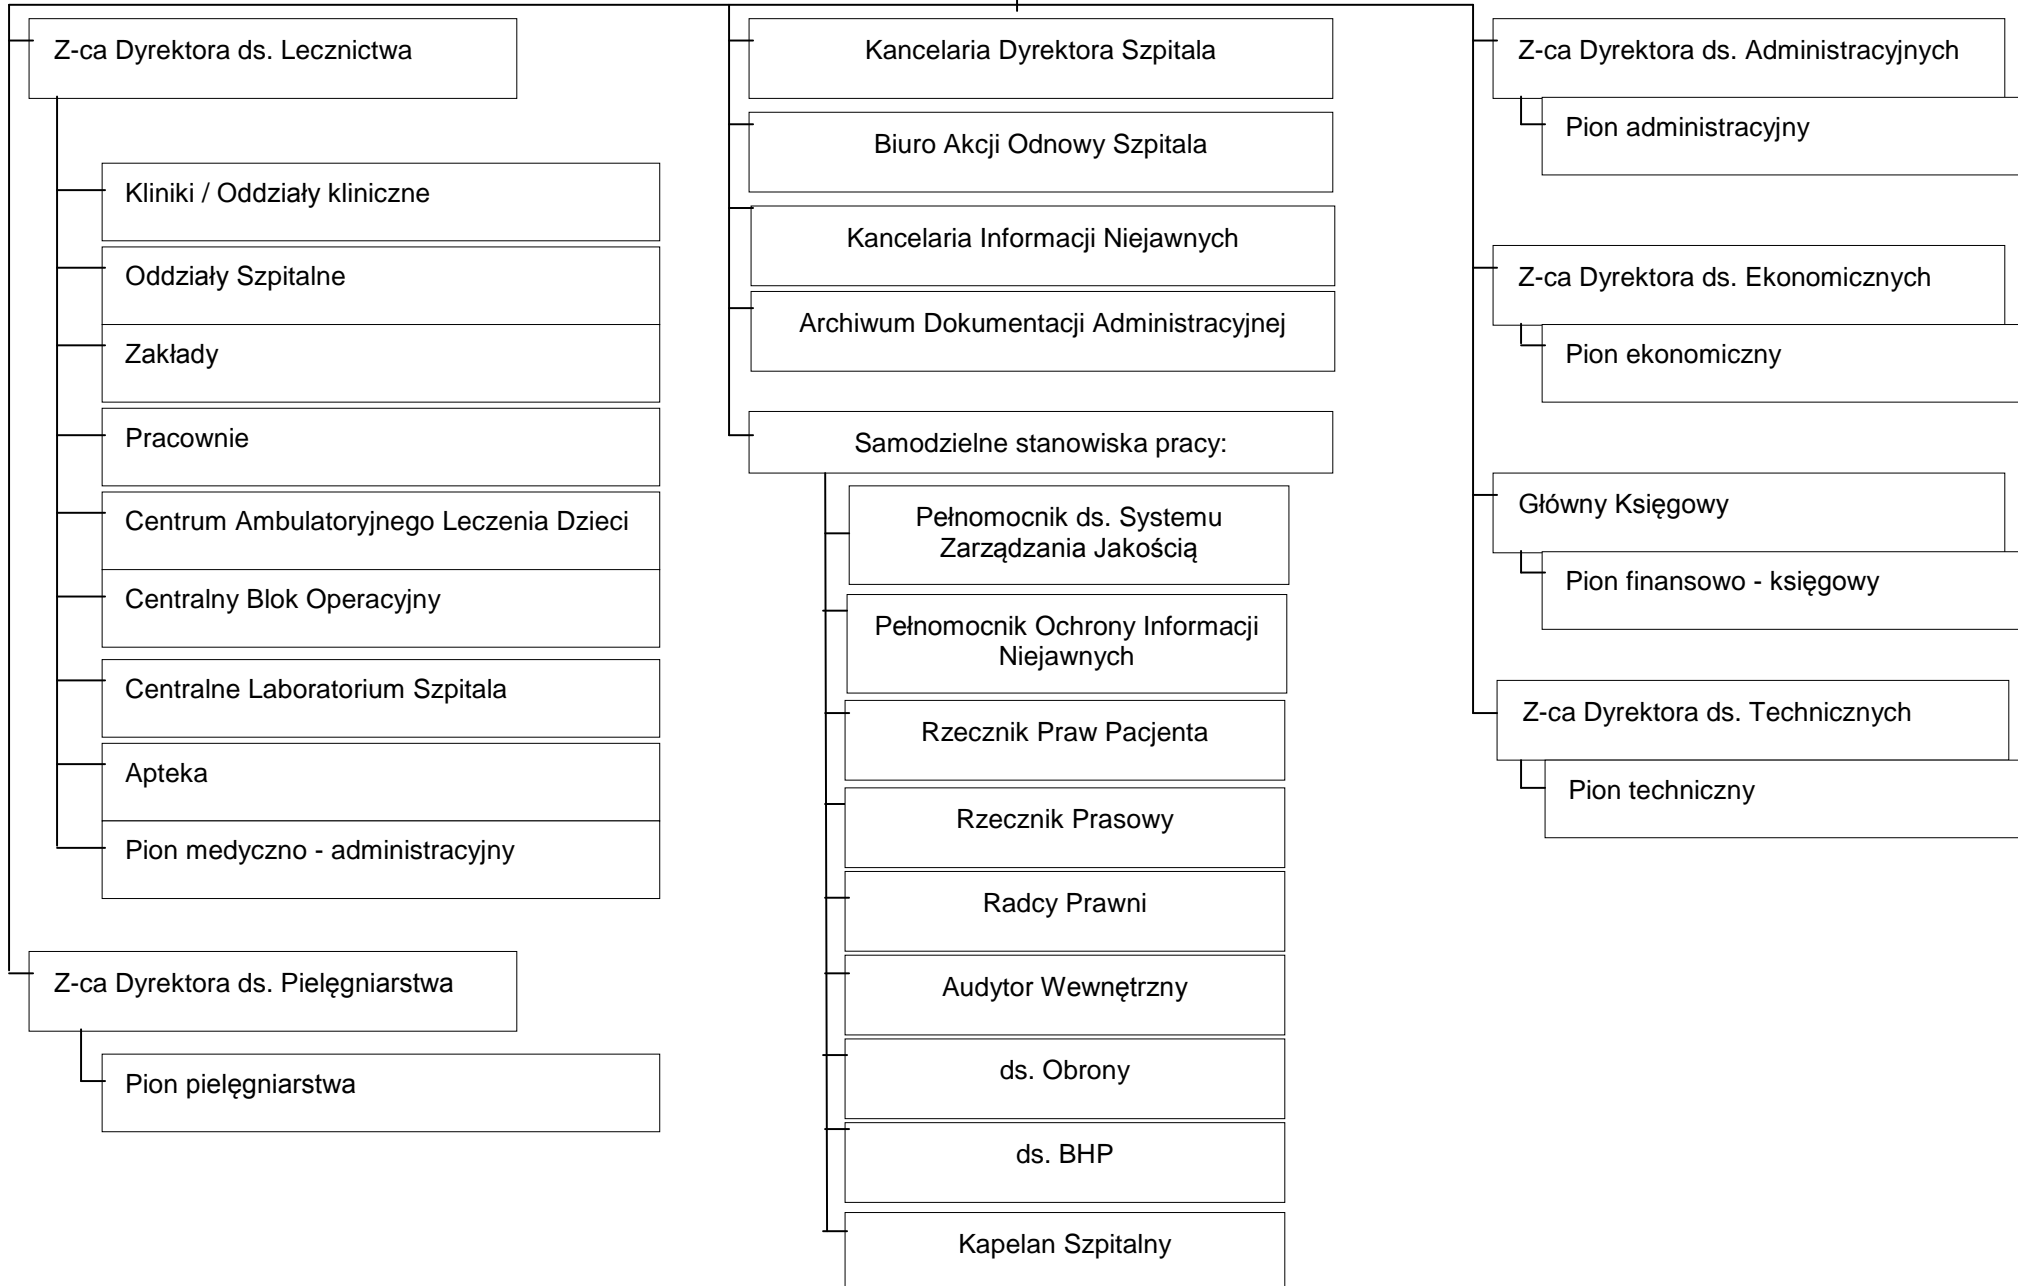 Z-ca Dyrektora ds. Lecznictwa
Kliniki / Oddziały kliniczne
Oddziały Szpitalne
Zakłady
Pracownie
Centrum Ambulatoryjnego Leczenia Dzieci
Centralny Blok Operacyjny
Centralne Laboratorium Szpitala
Apteka
Pion medyczno - administracyjny
Z-ca Dyrektora ds. Pielęgniarstwa
Pion pielęgniarstwa
Kancelaria Dyrektora Szpitala
Biuro Akcji Odnowy Szpitala
Kancelaria Informacji Niejawnych
Archiwum Dokumentacji Administracyjnej
Samodzielne stanowiska pracy:
Pełnomocnik ds. Systemu
Zarządzania Jakością
Pełnomocnik Ochrony Informacji
Niejawnych
Rzecznik Praw Pacjenta
Rzecznik Prasowy
Radcy Prawni
Audytor Wewnętrzny
ds. Obrony
ds. BHP
Kapelan Szpitalny
Z-ca Dyrektora ds. Administracyjnych
Pion administracyjny
Z-ca Dyrektora ds. Ekonomicznych
Pion ekonomiczny
Główny Księgowy
Pion finansowo - księgowy
Z-ca Dyrektora ds. Technicznych
Pion techniczny